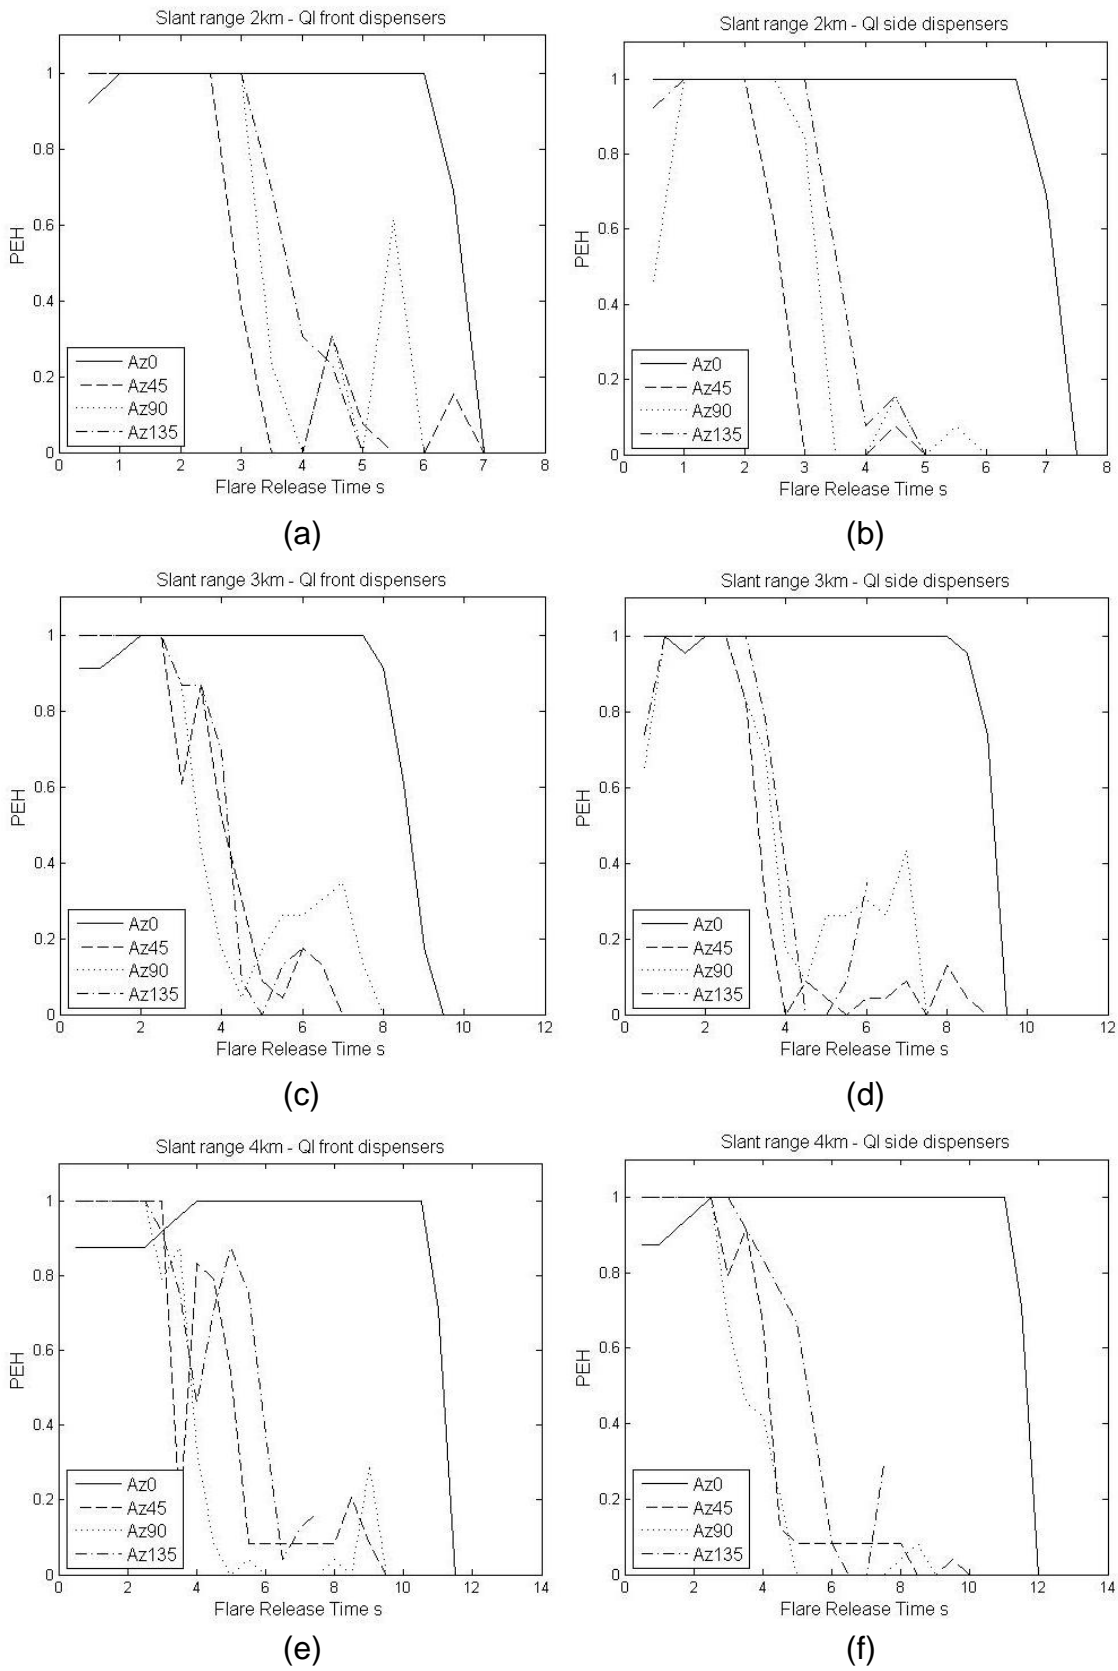 Slant range 2km - QI front dispensers
PEH
1
0.8
0.6
0.4
0.2
0
Az0
Az45
Az90
Az135
0 1 2 3 4 5 6 7 8
Flare Release Time s
(a)
Slant range 2km - QI side dispensers
PEH
1
0.8
0.6
0.4
0.2
0
Az0
Az45
Az90
Az135
0 1 2 3 4 5 6 7 8
Flare Release Time s
(b)
Slant range 3km - QI front dispensers
PEH
1
0.8
0.6
0.4
0.2
0
Az0
Az45
Az90
Az135
0 2 4 6 8 10 12
Flare Release Time s
(c)
Slant range 3km - QI side dispensers
PEH
1
0.8
0.6
0.4
0.2
0
Az0
Az45
Az90
Az135
0 2 4 6 8 10 12
Flare Release Time s
(d)
Slant range 4km - QI front dispensers
PEH
1
0.8
0.6
0.4
0.2
0
Az0
Az45
Az90
Az135
0 2 4 6 8 10 12 14
Flare Release Time s
(e)
Slant range 4km - QI side dispensers
PEH
1
0.8
0.6
0.4
0.2
0
Az0
Az45
Az90
Az135
0 2 4 6 8 10 12 14
Flare Release Time s
(f)